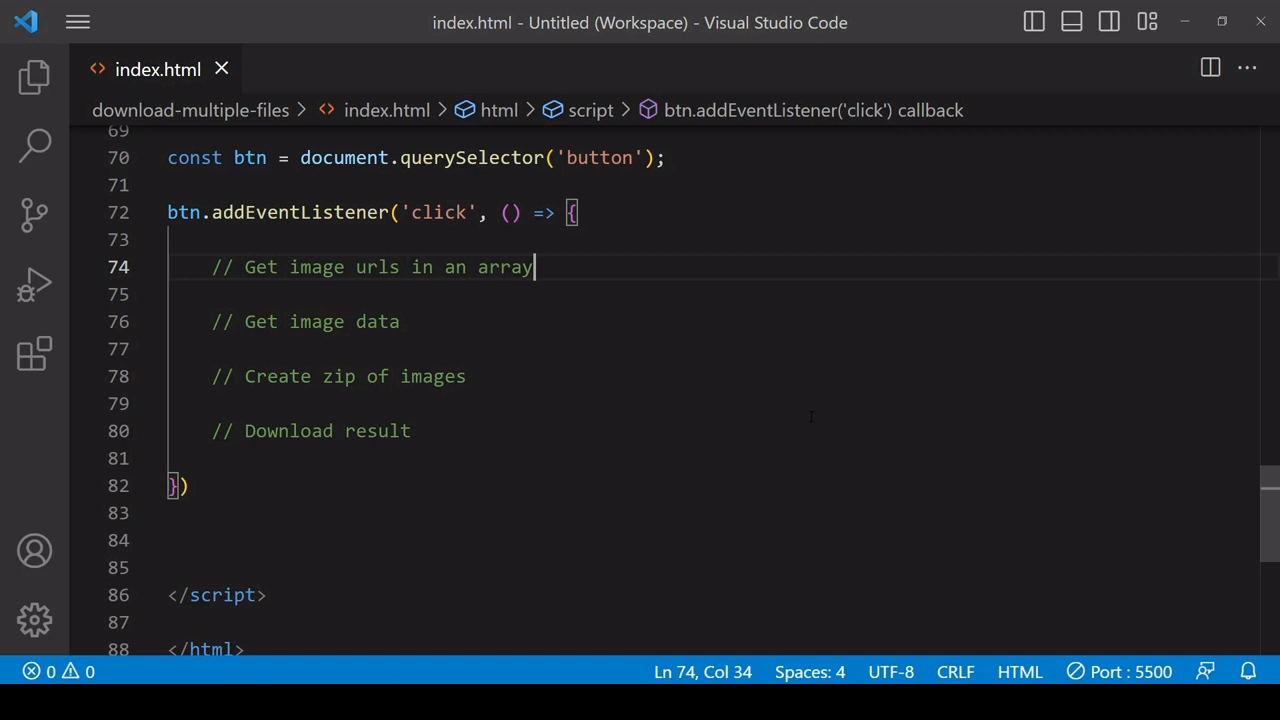 index.html - Untitled (Workspace) - Visual Studio Code
index.html
download-multiple-files > index.html > html > script > btn.addEventListener('click') callback
69
70 const btn = document.querySelector('button');
71
72 btn.addEventListener('click', () => {
73
74 // Get image urls in an array
75
76 // Get image data
77
78 // Create zip of images
79
80 // Download result
81
82 })
83
84
85
86 </script>
87
88 </html>
0 0 Ln 74, Col 34 Spaces: 4 UTF-8 CRLF HTML Port : 5500